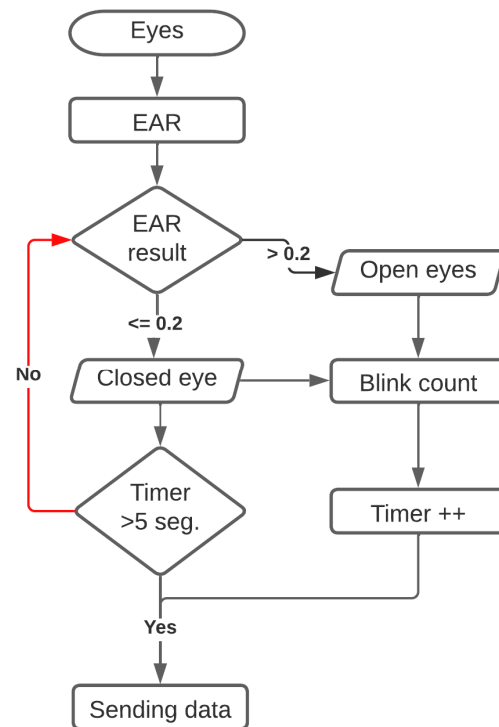 Eyes
EAR
EAR
result
> 0.2
Open eyes
<= 0.2
No
Closed eye
Blink count
Timer
>5 seg.
Timer ++
Yes
Sending data